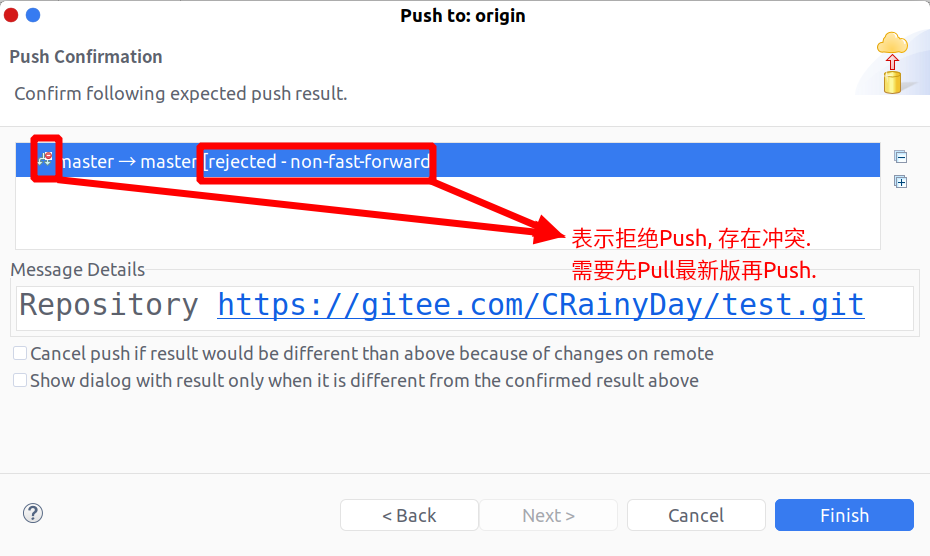 Push to: origin
Push Confirmation
Confirm following expected push result.
master → master [rejected - non-fast-forward
表示拒绝Push, 存在冲突.
需要先Pull最新版再Push.
Message Details
Repository https://gitee.com/CRainyDay/test.git
Cancel push if result would be different than above because of changes on remote
Show dialog with result only when it is different from the confirmed result above
?
< Back
Next >
Cancel
Finish